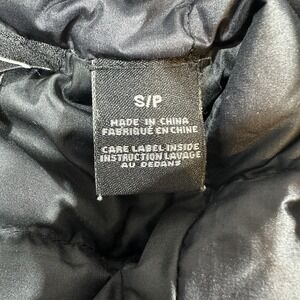 S/P
MADE IN CHINA
FABRIQUÉ EN CHINE
CARE LABEL INSIDE
INSTRUCTION LAVAGE
AU DEDANS